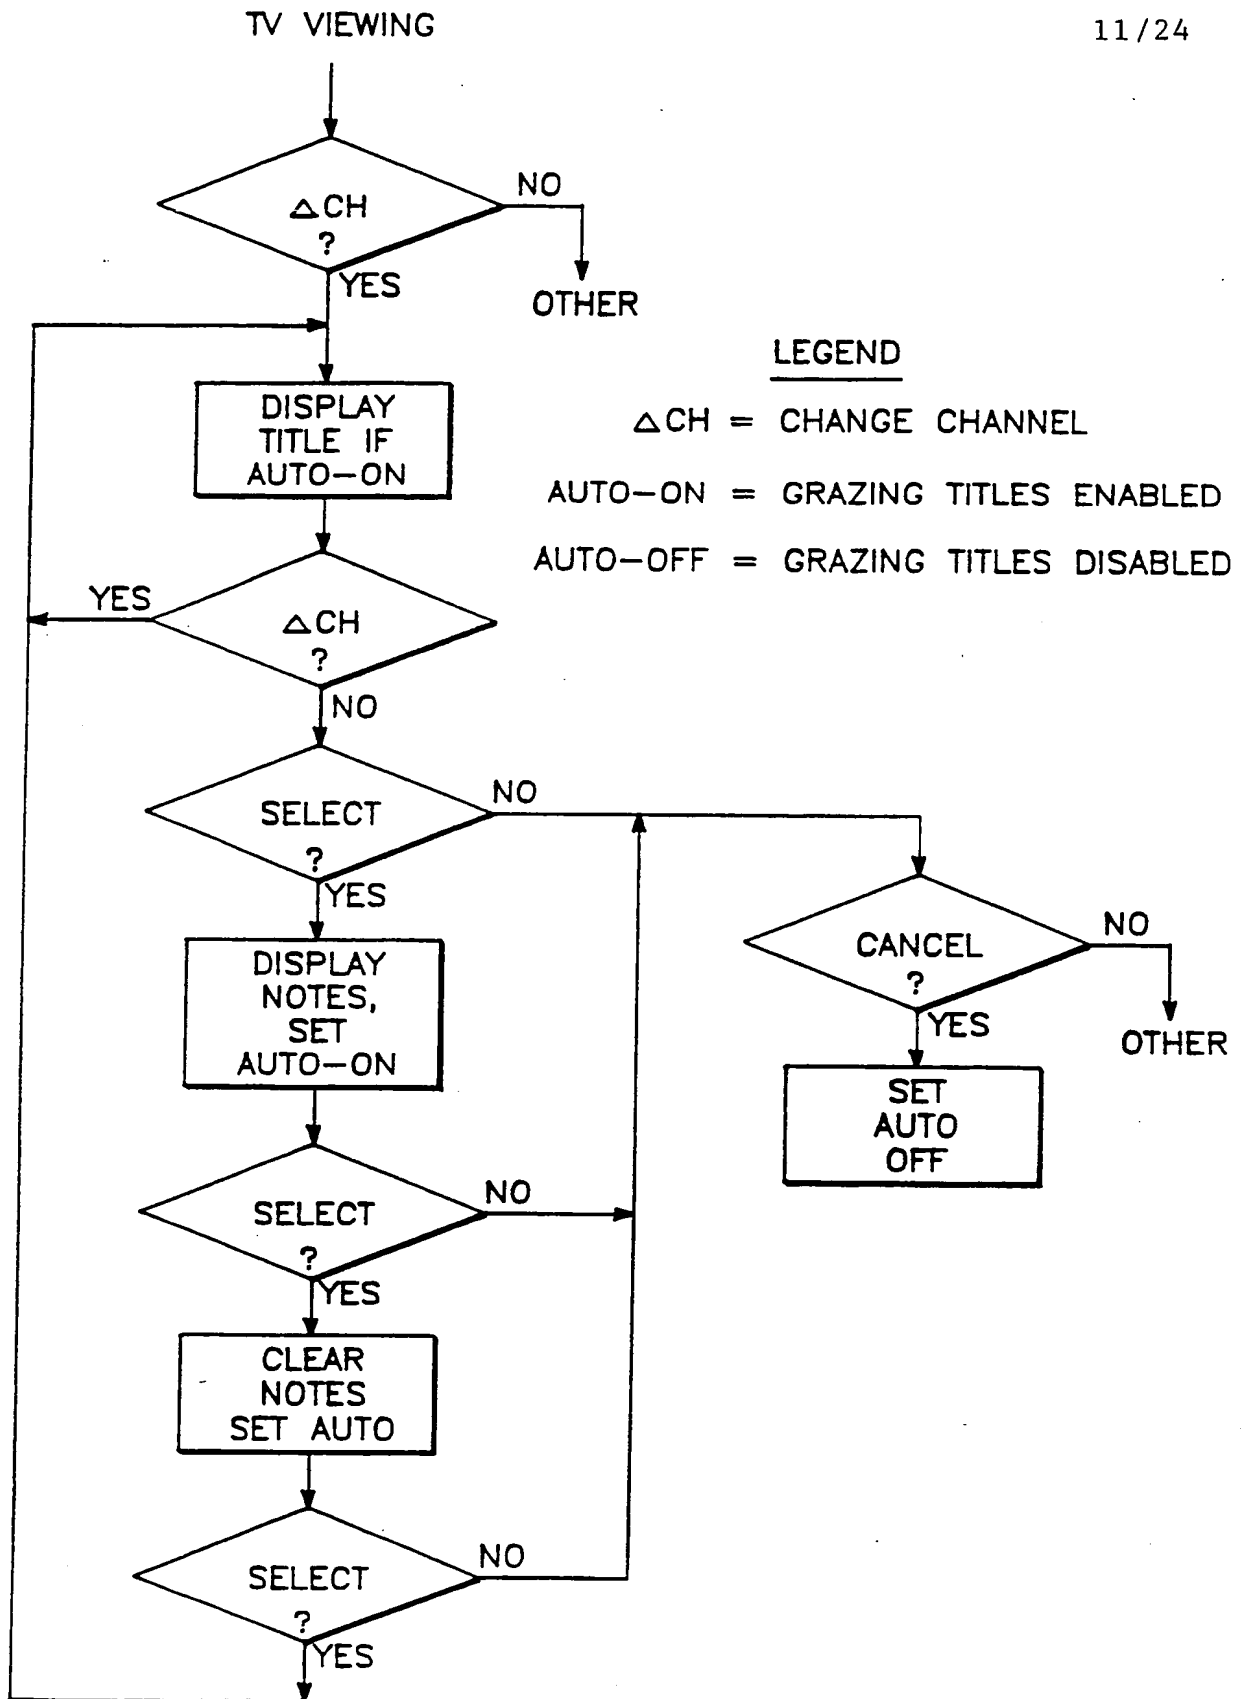 TV VIEWING
11/24
△CH
?
NO
YES
OTHER
DISPLAY
TITLE IF
AUTO-ON
LEGEND
△CH = CHANGE CHANNEL
AUTO-ON = GRAZING TITLES ENABLED
AUTO-OFF = GRAZING TITLES DISABLED
YES
△CH
?
NO
SELECT
?
NO
YES
DISPLAY
NOTES,
SET
AUTO-ON
CANCEL
?
NO
YES
OTHER
SET
AUTO
OFF
SELECT
?
NO
YES
CLEAR
NOTES
SET AUTO
SELECT
?
NO
YES